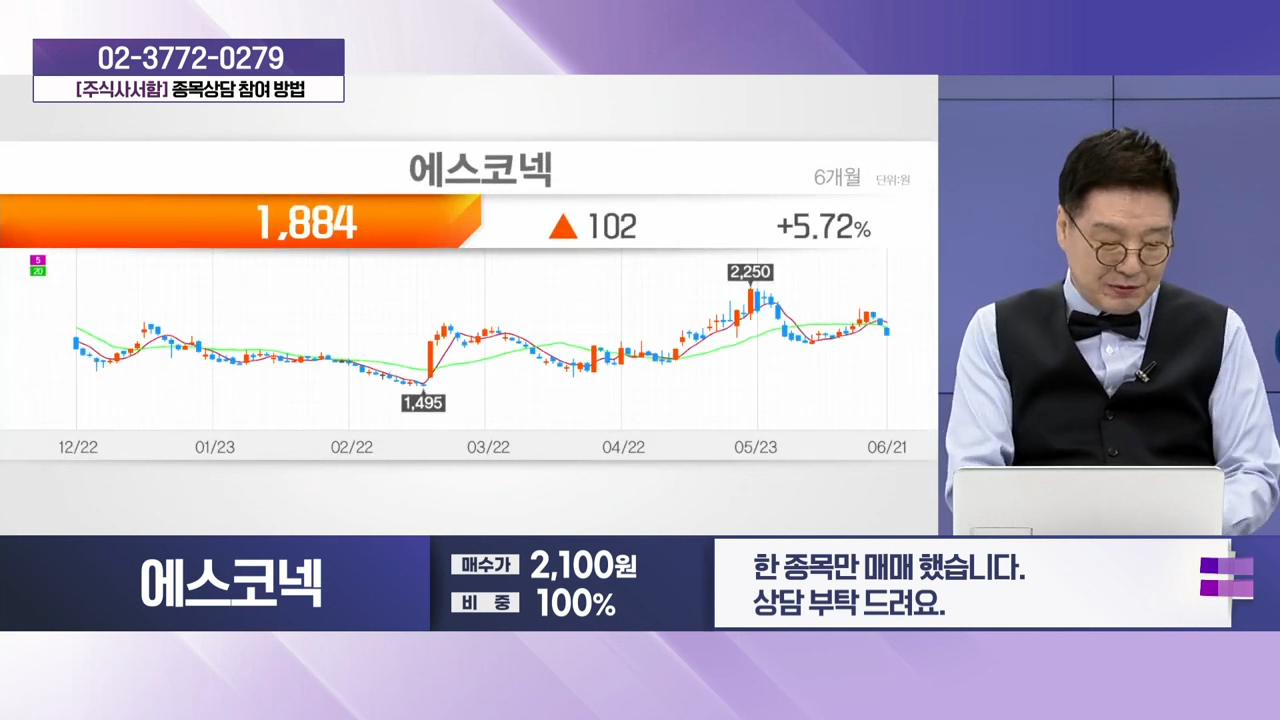 02-3772-0279
[주식사서함] 종목상담 참여 방법
에스코넥
6개월 단위:원
1,884 ▲ 102 +5.72%
5
20
2,250
1,495
12/22 01/23 02/22 03/22 04/22 05/23 06/21
에스코넥
매수가 2,100원
비 중 100%
한 종목만 매매 했습니다.
상담 부탁 드려요.